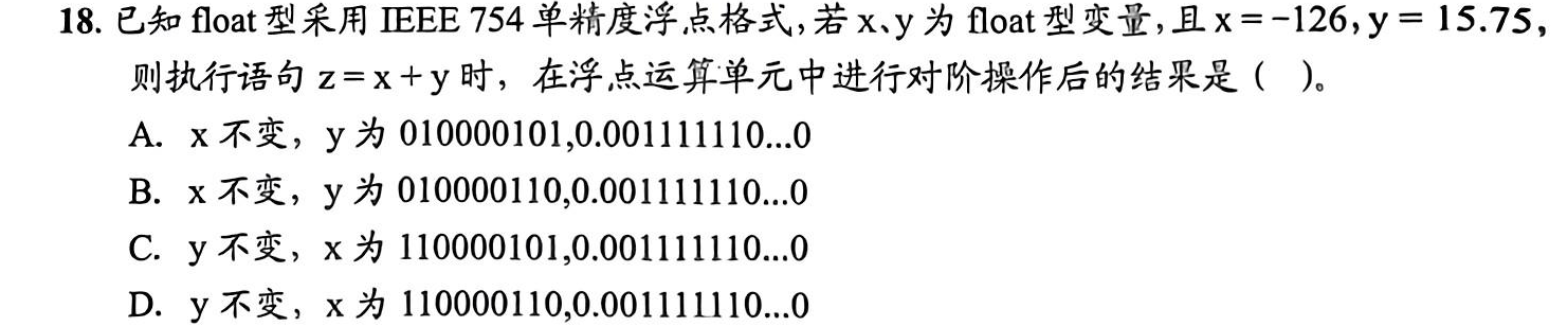 18. 已知 float 型采用 IEEE 754 单精度浮点格式,若 x、y 为 float 型变量,且 x = -126, y = 15.75,
则执行语句 z = x + y 时，在浮点运算单元中进行对阶操作后的结果是（ ）。
A. x 不变，y 为 010000101,0.001111110...0
B. x 不变，y 为 010000110,0.001111110...0
C. y 不变，x 为 110000101,0.001111110...0
D. y 不变，x 为 110000110,0.001111110...0